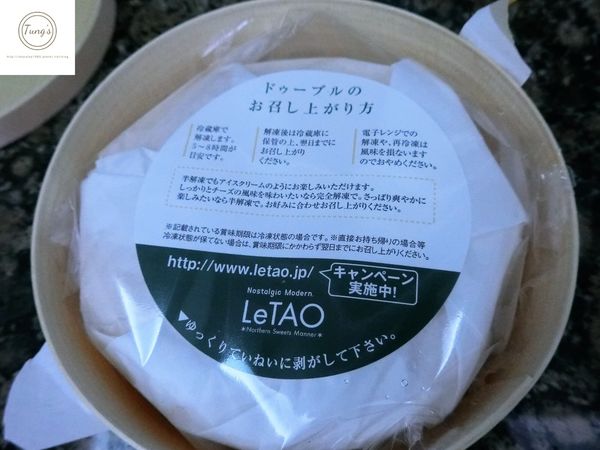 Tung's
ドゥーブルの
お召し上がり方
冷蔵庫で
解凍します。
5～8時間が
目安です。
解凍後は冷蔵庫に
保管の上、翌日までに
お召し上がり
ください。
電子レンジでの
解凍や、再冷凍は
風味を損ないます
のでおやめください。
半解凍でもアイスクリームのようにお楽しみいただけます。
しっかりとチーズの風味を味わいたいなら完全解凍で。さっぱり爽やかに
楽しみたいなら半解凍で。お好みに合わせお召し上がりください。
※記載されている賞味期限は冷凍状態の場合です。※直接お持ち帰りの場合等
冷凍状態が保てない場合は、賞味期限にかかわらず翌日までにお召し上がりください。
http://www.letao.jp/
キャンペーン
実施中!
Nostalgic Modern.
LeTAO
*Northern Sweets Manner*
▶ゆっくりていねいに剥がして下さい。